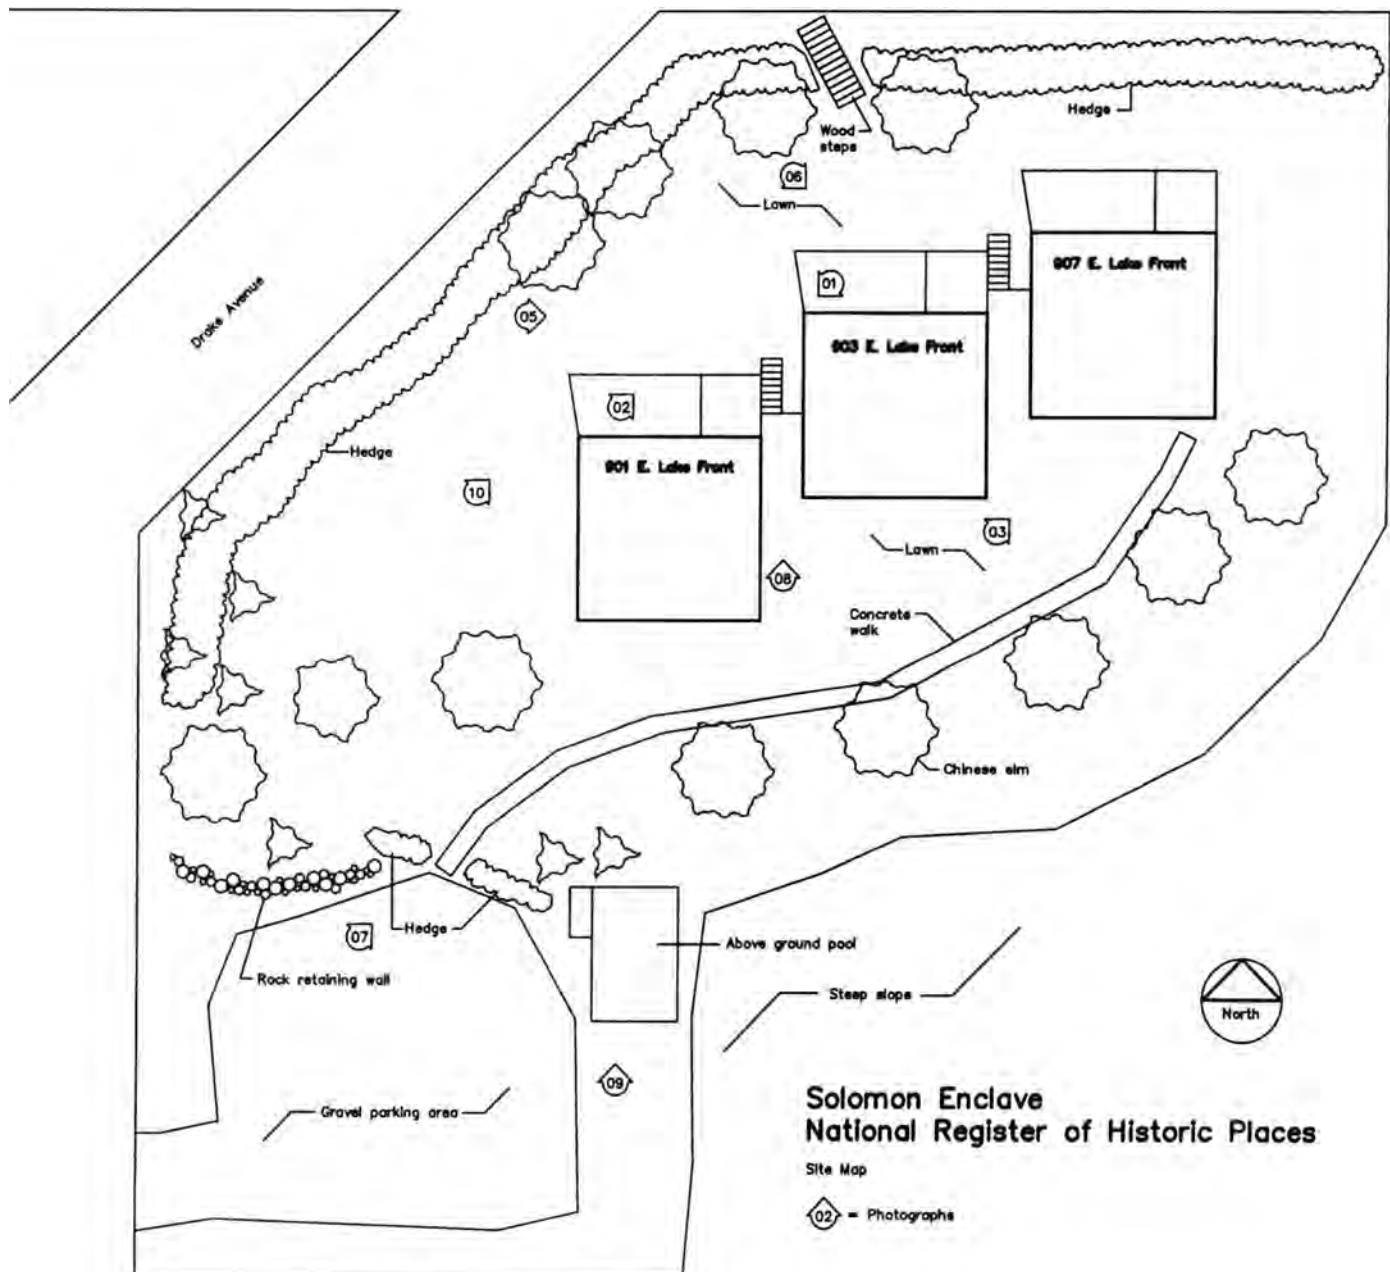 Wood
steps
Hedge
06
Lawn
907 E. Lake Front
01
Drake Avenue
05
903 E. Lake Front
02
Hedge
901 E. Lake Front
10
03
Lawn
08
Concrete
walk
Chinese elm
07
Hedge
Above ground pool
Rock retaining wall
Steep slope
North
09
Gravel parking area
Solomon Enclave
National Register of Historic Places
Site Map
02 = Photographs